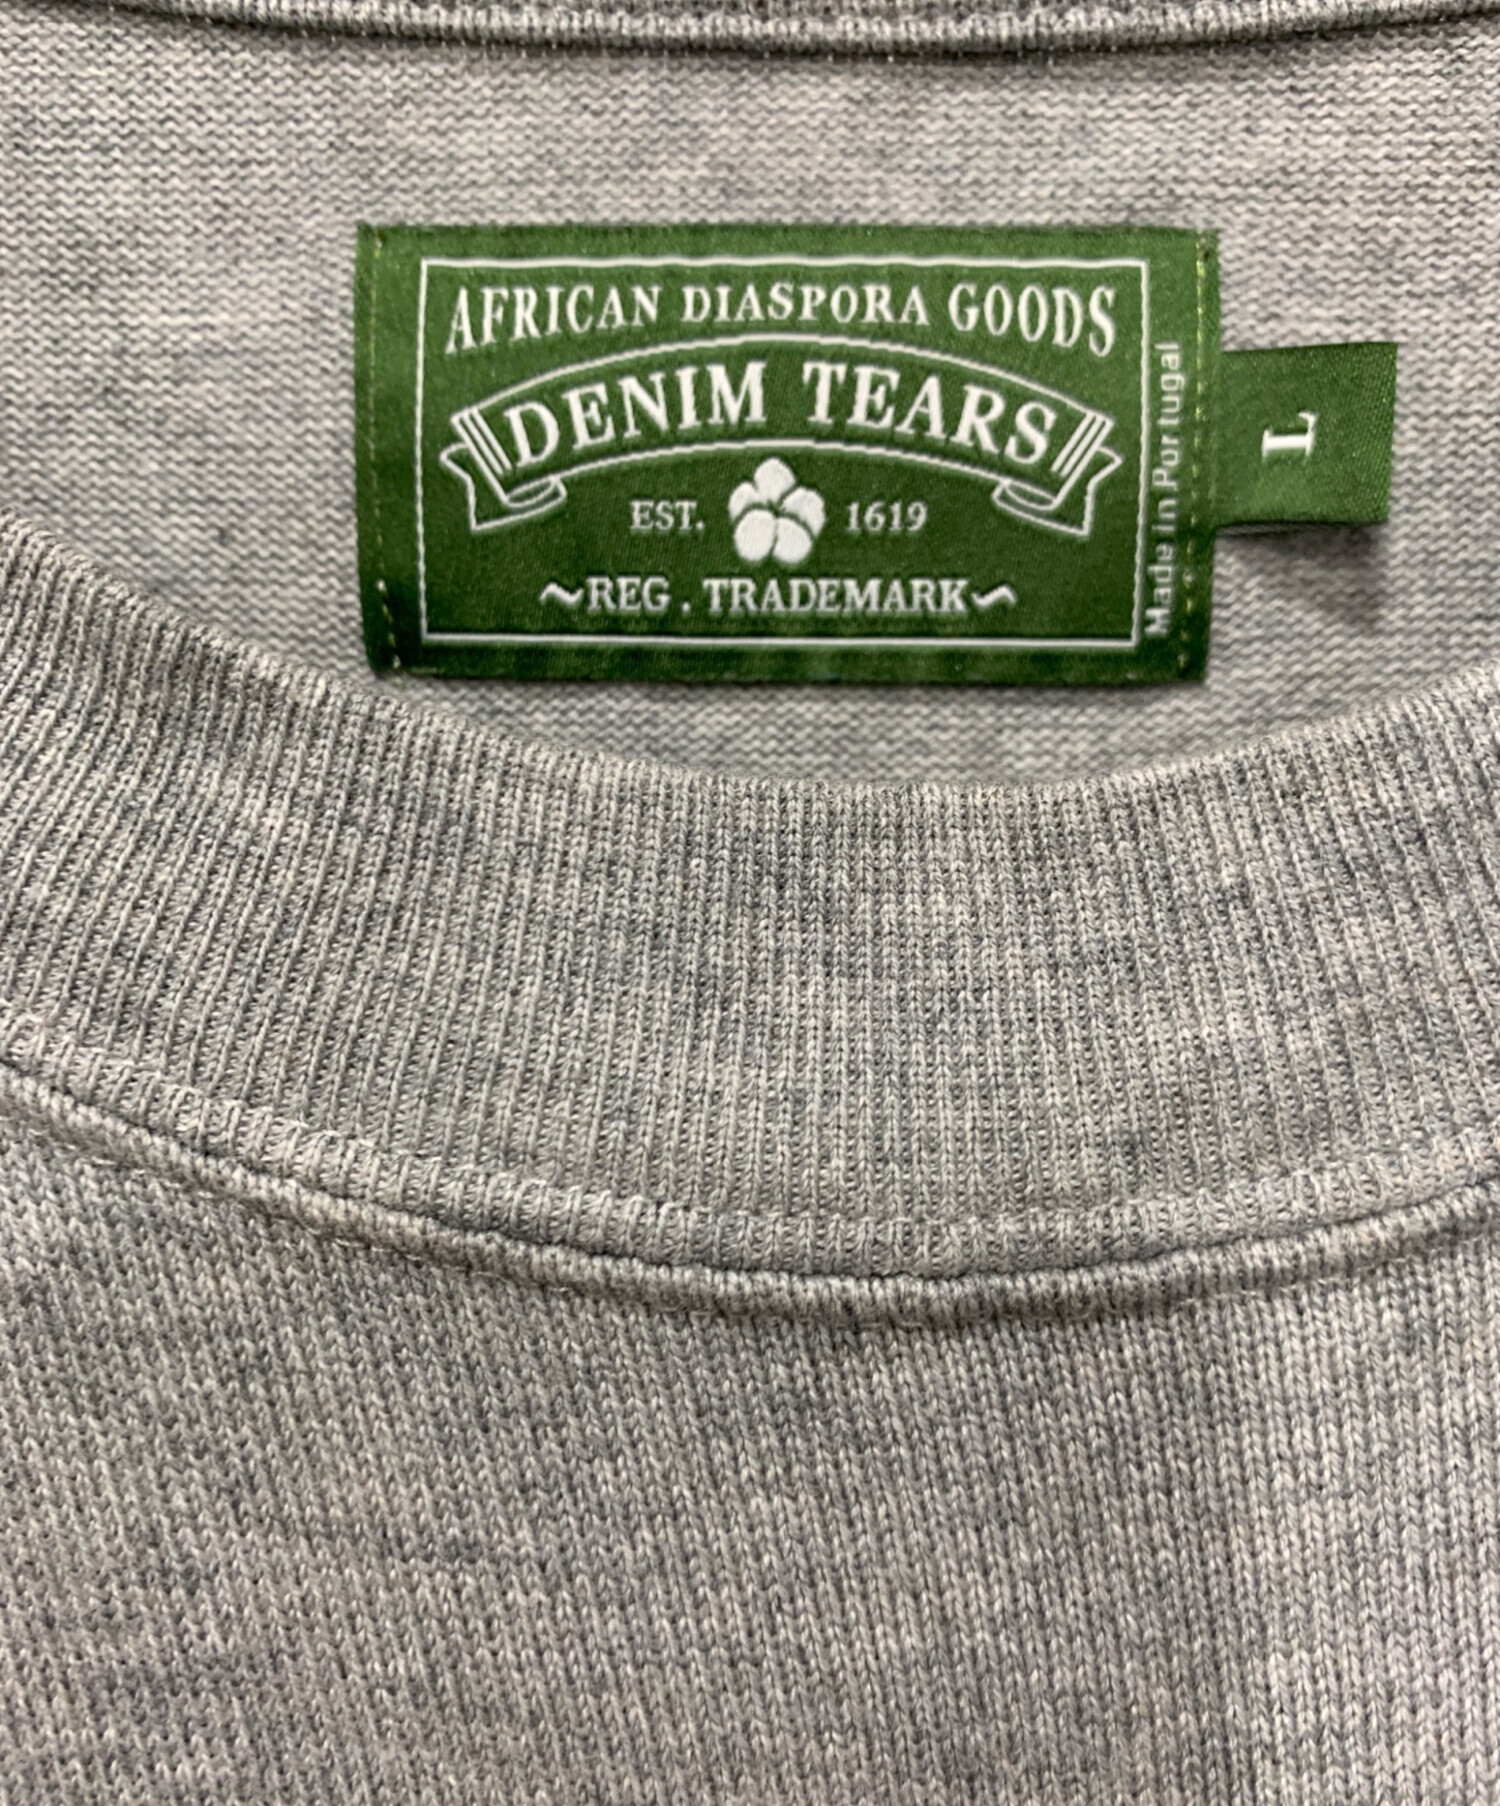 AFRICAN DIASPORA GOODS
DENIM TEARS
EST. 1619
~REG. TRADEMARK~
Made in Portugal
L